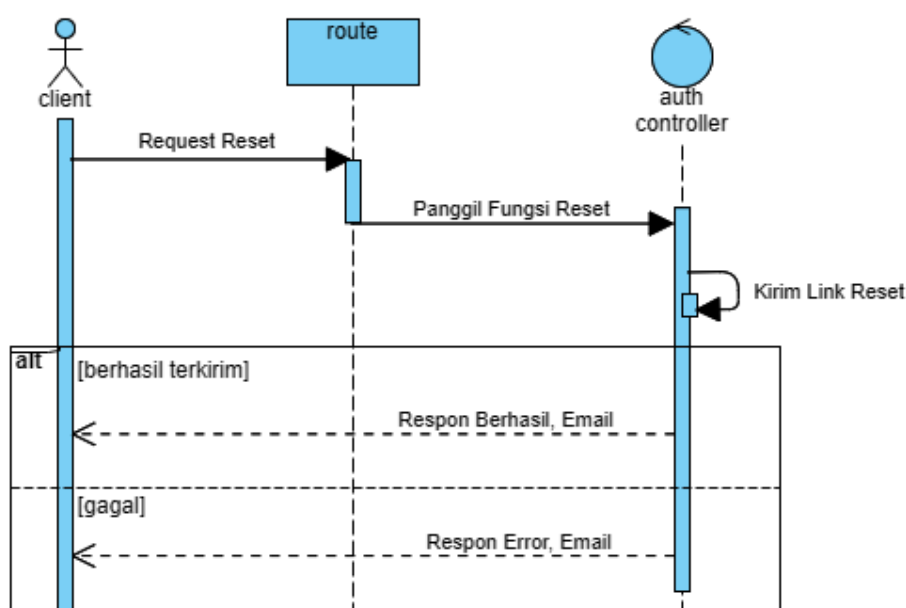 route
client
auth
controller
Request Reset
Panggil Fungsi Reset
Kirim Link Reset
alt
[berhasil terkirim]
Respon Berhasil, Email
[gagal]
Respon Error, Email